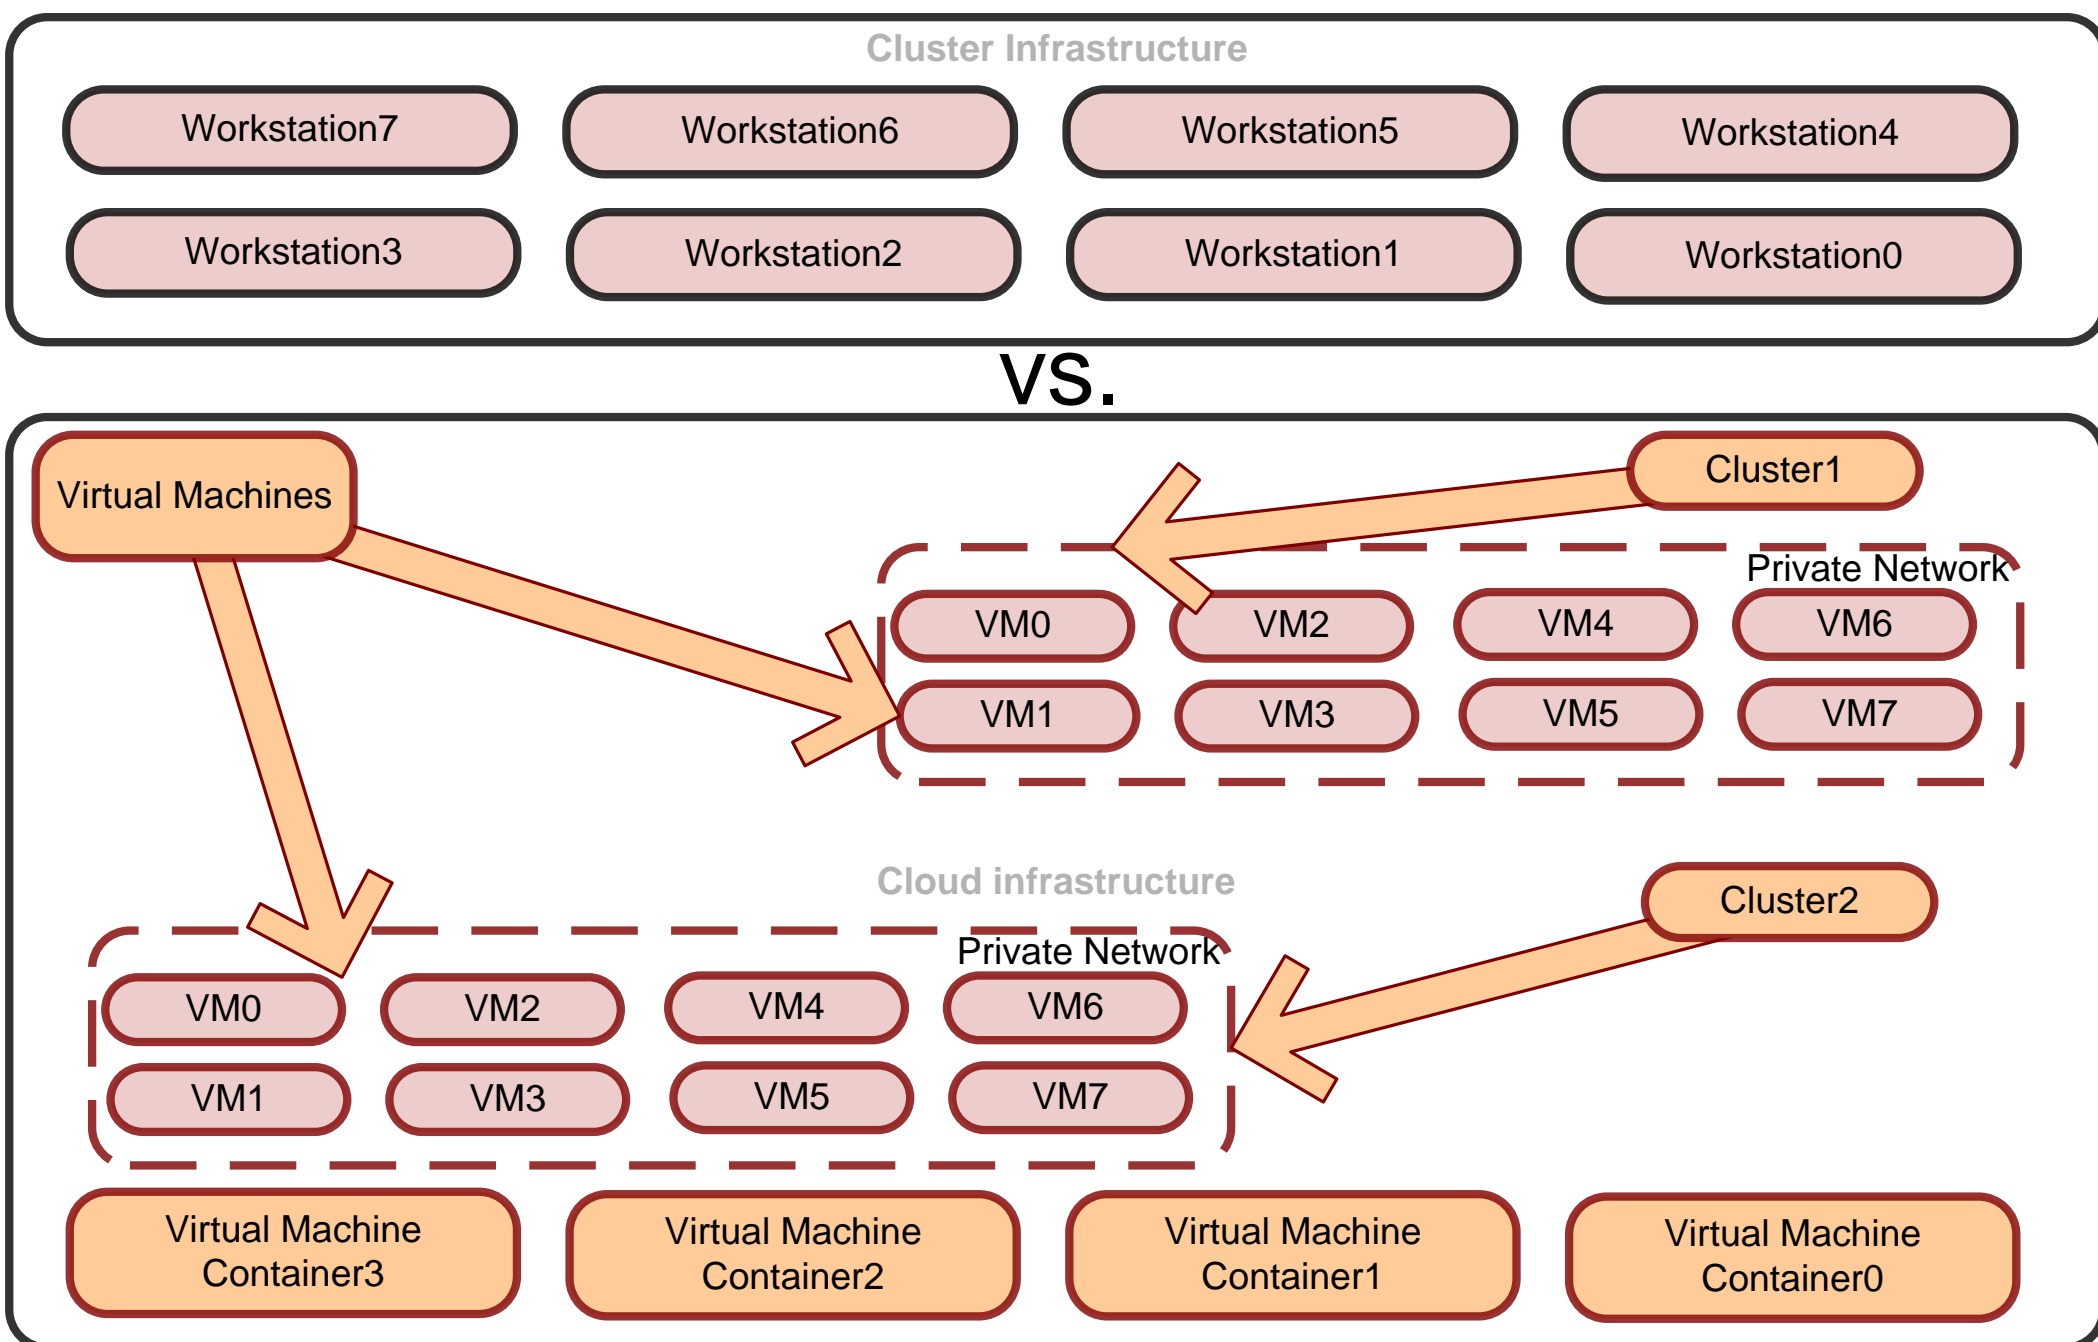 Cluster Infrastructure
Workstation7 Workstation6 Workstation5 Workstation4
Workstation3 Workstation2 Workstation1 Workstation0
vs.
Virtual Machines
Cluster1
Private Network
VM0 VM2 VM4 VM6
VM1 VM3 VM5 VM7
Cloud infrastructure
Cluster2
Private Network
VM0 VM2 VM4 VM6
VM1 VM3 VM5 VM7
Virtual Machine
Container3
Virtual Machine
Container2
Virtual Machine
Container1
Virtual Machine
Container0